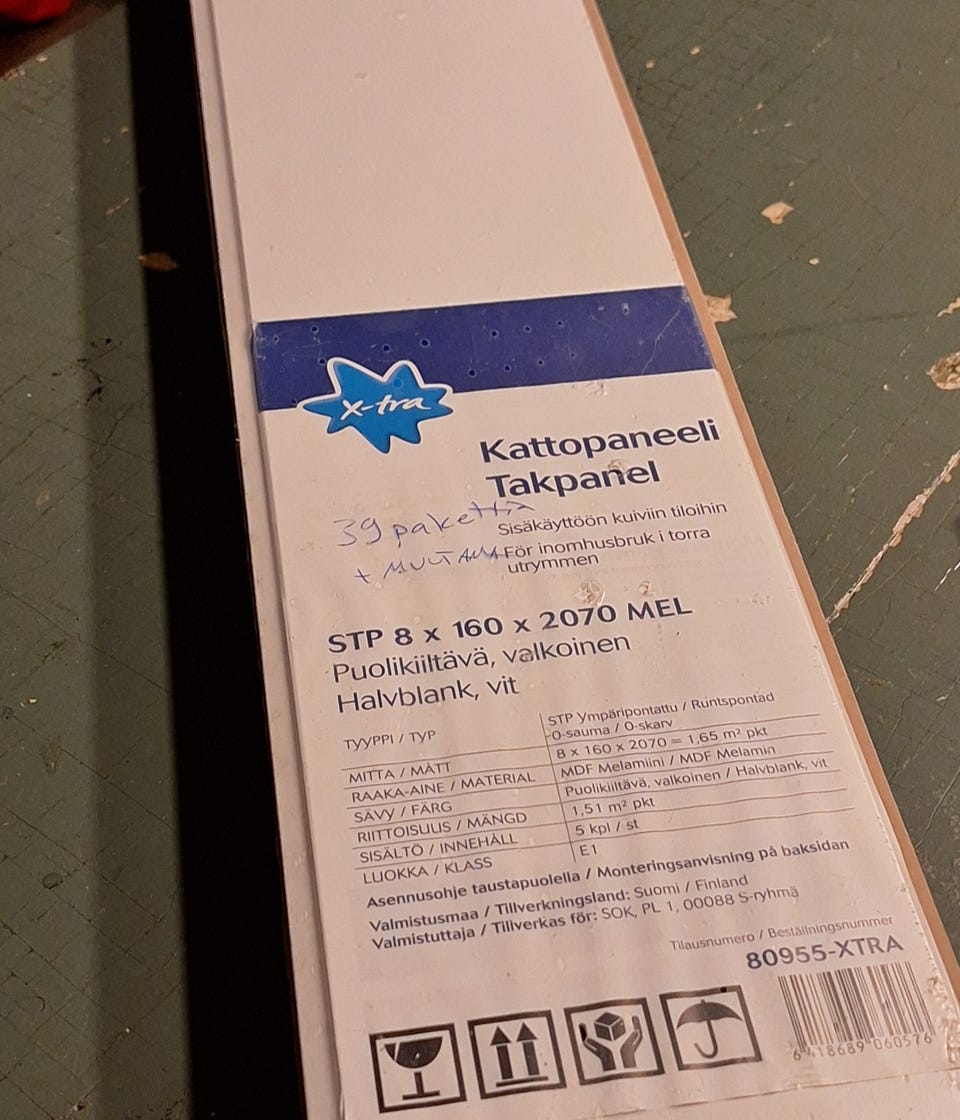 x-tra
Kattopaneeli
Takpanel
39 pakettia
Sisäkäyttöön kuiviin tiloihin
+
För inomhusbruk i torra
utrymmen
STP 8 x 160 x 2070 MEL
Puolikiiltävä, valkoinen
Halvblank, vit
TYYPPI / TYP STP Ympäripontattu / Runtspontad
0-sauma / 0-skarv
MITTA / MÅTT 8 x 160 x 2070 = 1,65 m² pkt
RAAKA-AINE / MATERIAL MDF Melamiini / MDF Melamin
SÄVY / FÄRG Puolikiiltävä, valkoinen / Halvblank, vit
RIITTOISUUS / MÄNGD 1,51 m² pkt
SISÄLTÖ / INNEHÅLL 5 kpl / st
LUOKKA / KLASS E1
Asennusohje taustapuolella / Monteringsanvisning på baksidan
Valmistusmaa / Tillverkningsland: Suomi / Finland
Valmistuttaja / Tillverkas för: SOK, PL 1, 00088 S-ryhmä
Tilausnumero / Beställningsnummer
80955-XTRA
6 418689 060576